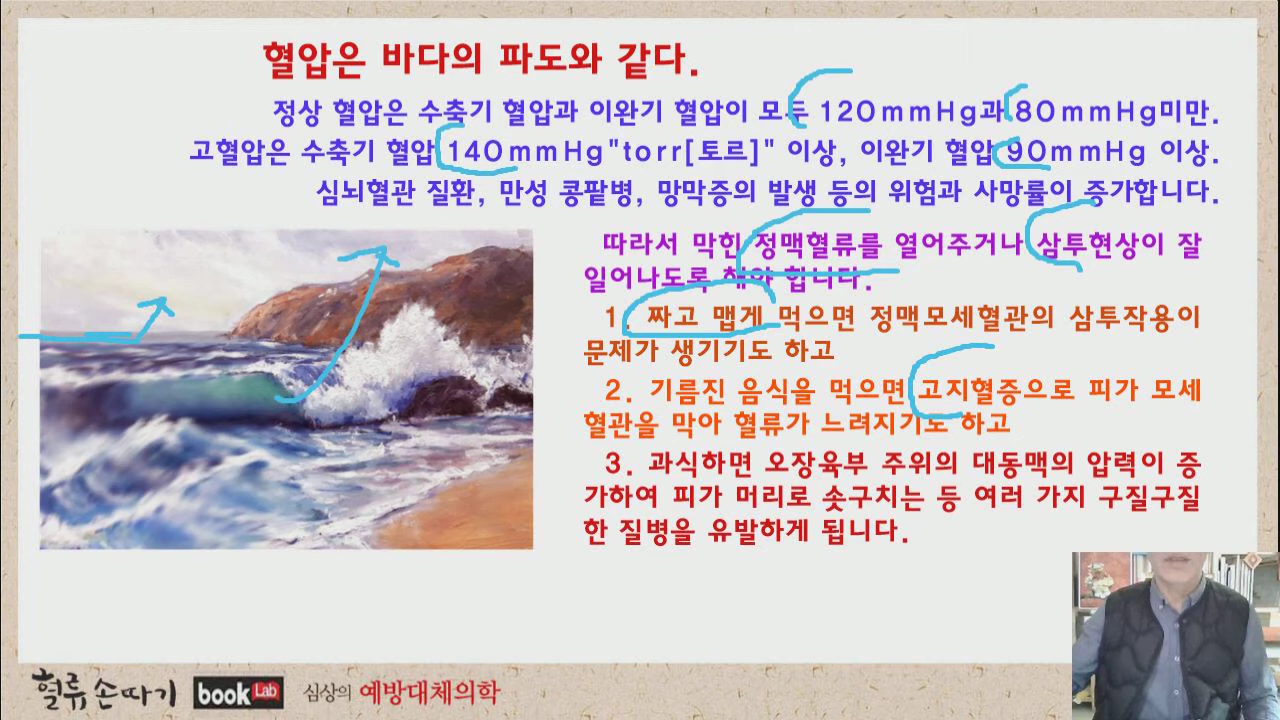 혈압은 바다의 파도와 같다.
정상 혈압은 수축기 혈압과 이완기 혈압이 모두 120mmHg과 80mmHg미만.
고혈압은 수축기 혈압 140mmHg"torr[토르]" 이상, 이완기 혈압 90mmHg 이상.
심뇌혈관 질환, 만성 콩팥병, 망막증의 발생 등의 위험과 사망률이 증가합니다.
따라서 막힌 정맥혈류를 열어주거나 삼투현상이 잘
일어나도록 해야 합니다.
1. 짜고 맵게 먹으면 정맥모세혈관의 삼투작용이
문제가 생기기도 하고
2. 기름진 음식을 먹으면 고지혈증으로 피가 모세
혈관을 막아 혈류가 느려지기도 하고
3. 과식하면 오장육부 주위의 대동맥의 압력이 증
가하여 피가 머리로 솟구치는 등 여러 가지 구질구질
한 질병을 유발하게 됩니다.
혈류 손따기 book Lab 심상의 예방대체의학